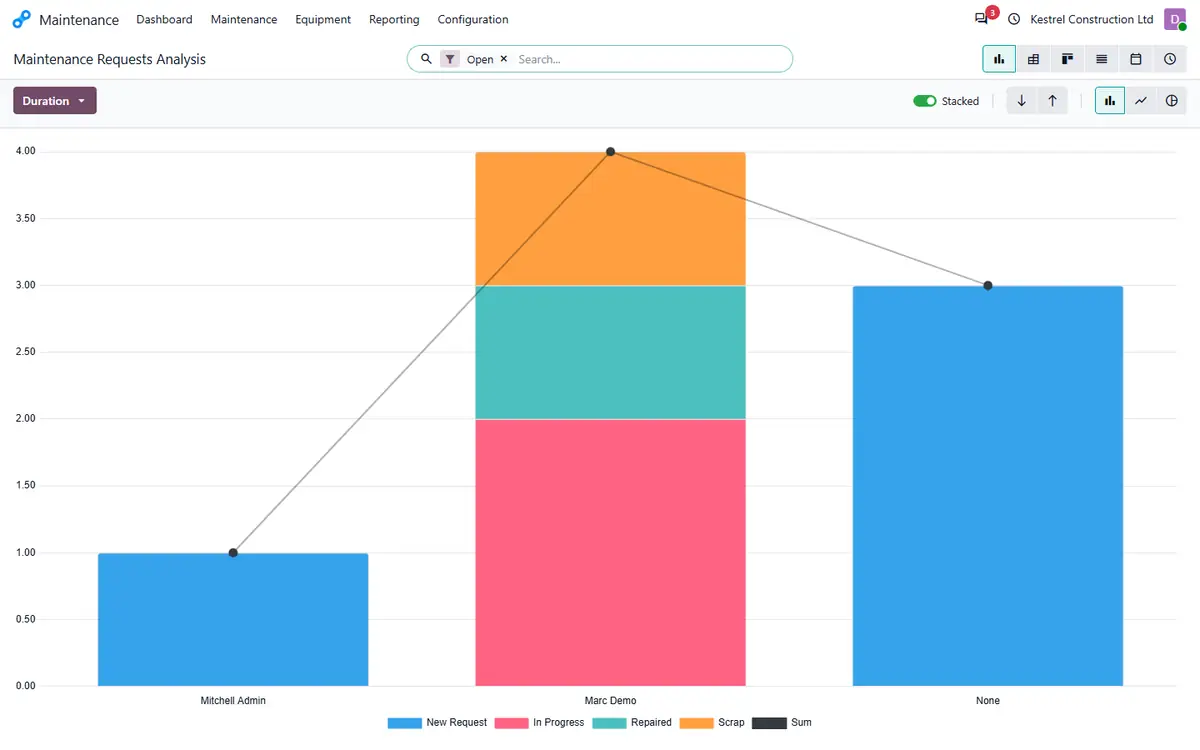 Maintenance Dashboard Maintenance Equipment Reporting Configuration 3 Kestrel Construction Ltd D
Maintenance Requests Analysis Open × Search...
Duration Stacked
4.00
3.50
3.00
2.50
2.00
1.50
1.00
0.50
0.00
Mitchell Admin Marc Demo None
New Request In Progress Repaired Scrap Sum